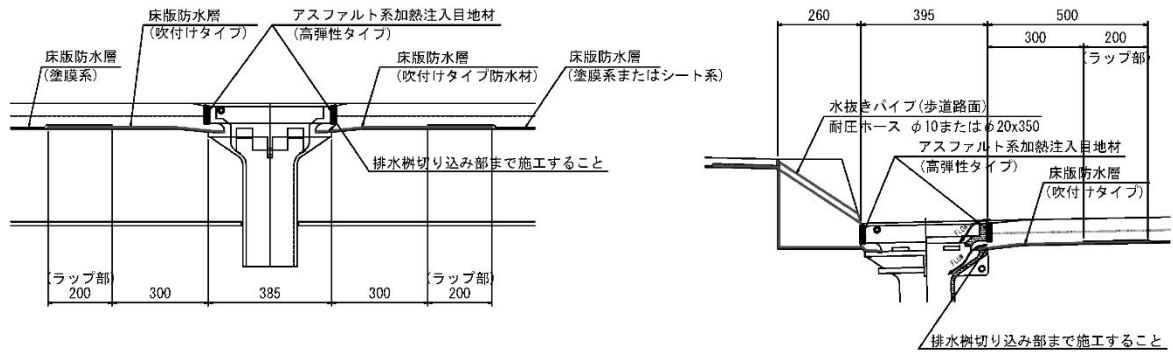 床版防水層
(吹付けタイプ)
アスファルト系加熱注入目地材
(高弾性タイプ)
床版防水層
(塗膜系)
床版防水層
(吹付けタイプ防水材)
床版防水層
(塗膜系またはシート系)
排水桝切り込み部まで施工すること
(ラップ部)
(ラップ部)
200
300
385
300
200
260
395
500
300
200
(ラップ部)
水抜きパイプ(歩道路面)
耐圧ホース φ10またはφ20x350
アスファルト系加熱注入目地材
(高弾性タイプ)
床版防水層
(吹付けタイプ)
FLOW
FLOW
排水桝切り込み部まで施工すること